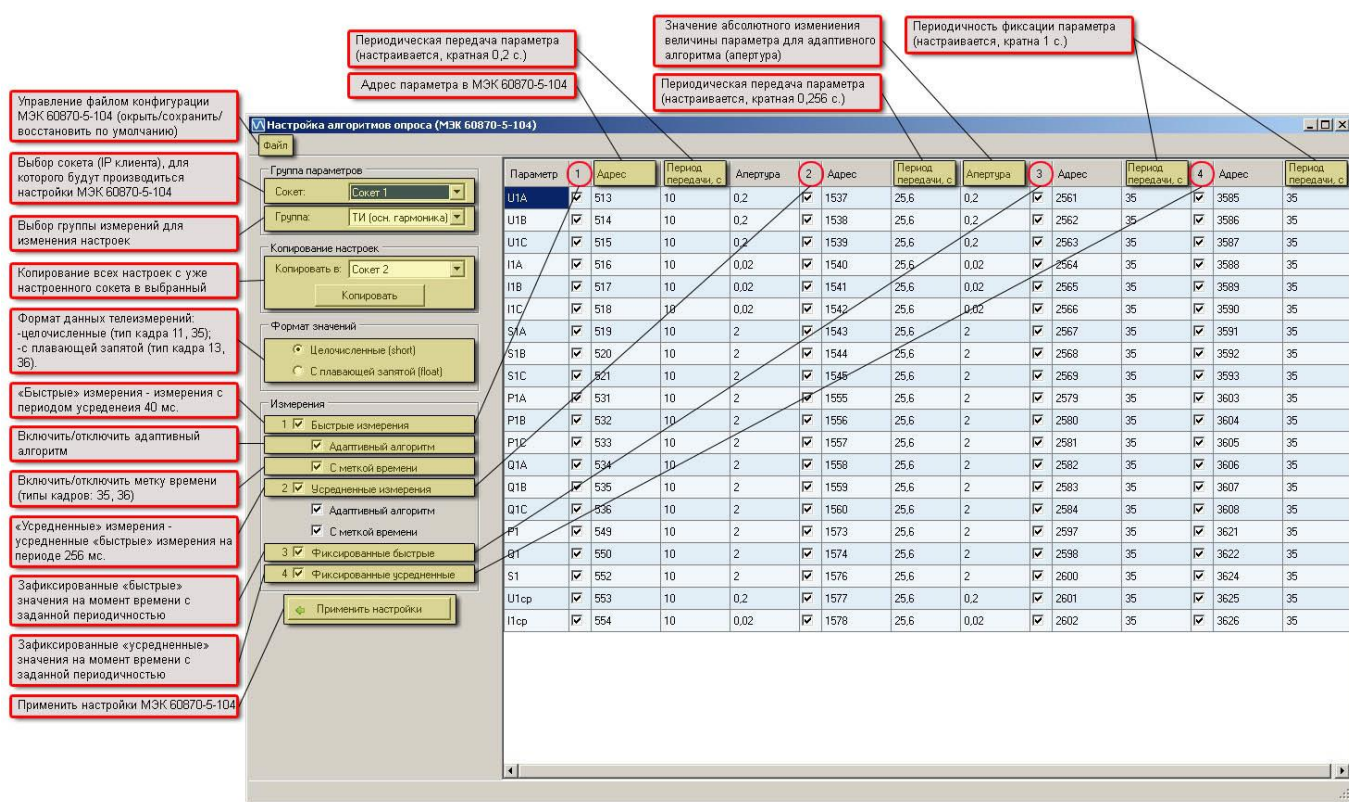 Периодическая передача параметра
(настраивается, кратная 0,2 с.)
Значение абсолютного измениения
величины параметра для адаптивного
алгоритма (апертура)
Периодичность фиксации параметра
(настраивается, кратна 1 с.)
Адрес параметра в МЭК 60870-5-104
Периодическая передача параметра
(настраивается, кратная 0,256 с.)
Управление файлом конфигурации
МЭК 60870-5-104 (окрыть/сохранить/
восстановить по умолчанию)
Выбор сокета (IP клиента), для
которого будут производиться
настройки МЭК 60870-5-104
Выбор группы измерений для
изменения настроек
Копирование всех настроек с уже
настроенного сокета в выбранный
Формат данных телеизмерений:
-целочисленные (тип кадра 11, 35);
-с плавающей запятой (тип кадра 13,
36).
«Быстрые» измерения - измерения с
периодом усреденеия 40 мс.
Включить/отключить адаптивный
алгоритм
Включить/отключить метку времени
(типы кадров: 35, 36)
«Усредненные» измерения -
усредненные «быстрые» измерения на
периоде 256 мс.
Зафиксированные «быстрые»
значения на момент времени с
заданной периодичностью
Зафиксированные «усредненные»
значения на момент времени с
заданной периодичностью
Применить настройки МЭК 60870-5-104
Настройка алгоритмов опроса (МЭК 60870-5-104)
Файл
Группа параметров
Сокет: Сокет 1
Группа: ТИ (осн. гармоника)
Копирование настроек
Копировать в: Сокет 2
Копировать
Формат значений
Целочисленные (short)
С плавающей запятой (float)
Измерения
1 Быстрые измерения
Адаптивный алгоритм
С меткой времени
2 Усредненные измерения
Адаптивный алгоритм
С меткой времени
3 Фиксированные быстрые
4 Фиксированные усредненные
Применить настройки
Параметр 1 Адрес Период передачи, с Апертура 2 Адрес Период передачи, с Апертура 3 Адрес Период передачи, с 4 Адрес Период передачи, с
U1A 513 10 0,2 1537 25,6 0,2 2561 35 3585 35
U1B 514 10 0,2 1538 25,6 0,2 2562 35 3586 35
U1C 515 10 0,2 1539 25,6 0,2 2563 35 3587 35
I1A 516 10 0,02 1540 25,6 0,02 2564 35 3588 35
I1B 517 10 0,02 1541 25,6 0,02 2565 35 3589 35
I1C 518 10 0,02 1542 25,6 0,02 2566 35 3590 35
S1A 519 10 2 1543 25,6 2 2567 35 3591 35
S1B 520 10 2 1544 25,6 2 2568 35 3592 35
S1C 521 10 2 1545 25,6 2 2569 35 3593 35
P1A 531 10 2 1555 25,6 2 2579 35 3603 35
P1B 532 10 2 1556 25,6 2 2580 35 3604 35
P1C 533 10 2 1557 25,6 2 2581 35 3605 35
Q1A 534 10 2 1558 25,6 2 2582 35 3606 35
Q1B 535 10 2 1559 25,6 2 2583 35 3607 35
Q1C 536 10 2 1560 25,6 2 2584 35 3608 35
P1 549 10 2 1573 25,6 2 2597 35 3621 35
Q1 550 10 2 1574 25,6 2 2598 35 3622 35
S1 552 10 2 1576 25,6 2 2600 35 3624 35
U1ср 553 10 0,2 1577 25,6 0,2 2601 35 3625 35
I1ср 554 10 0,02 1578 25,6 0,02 2602 35 3626 35